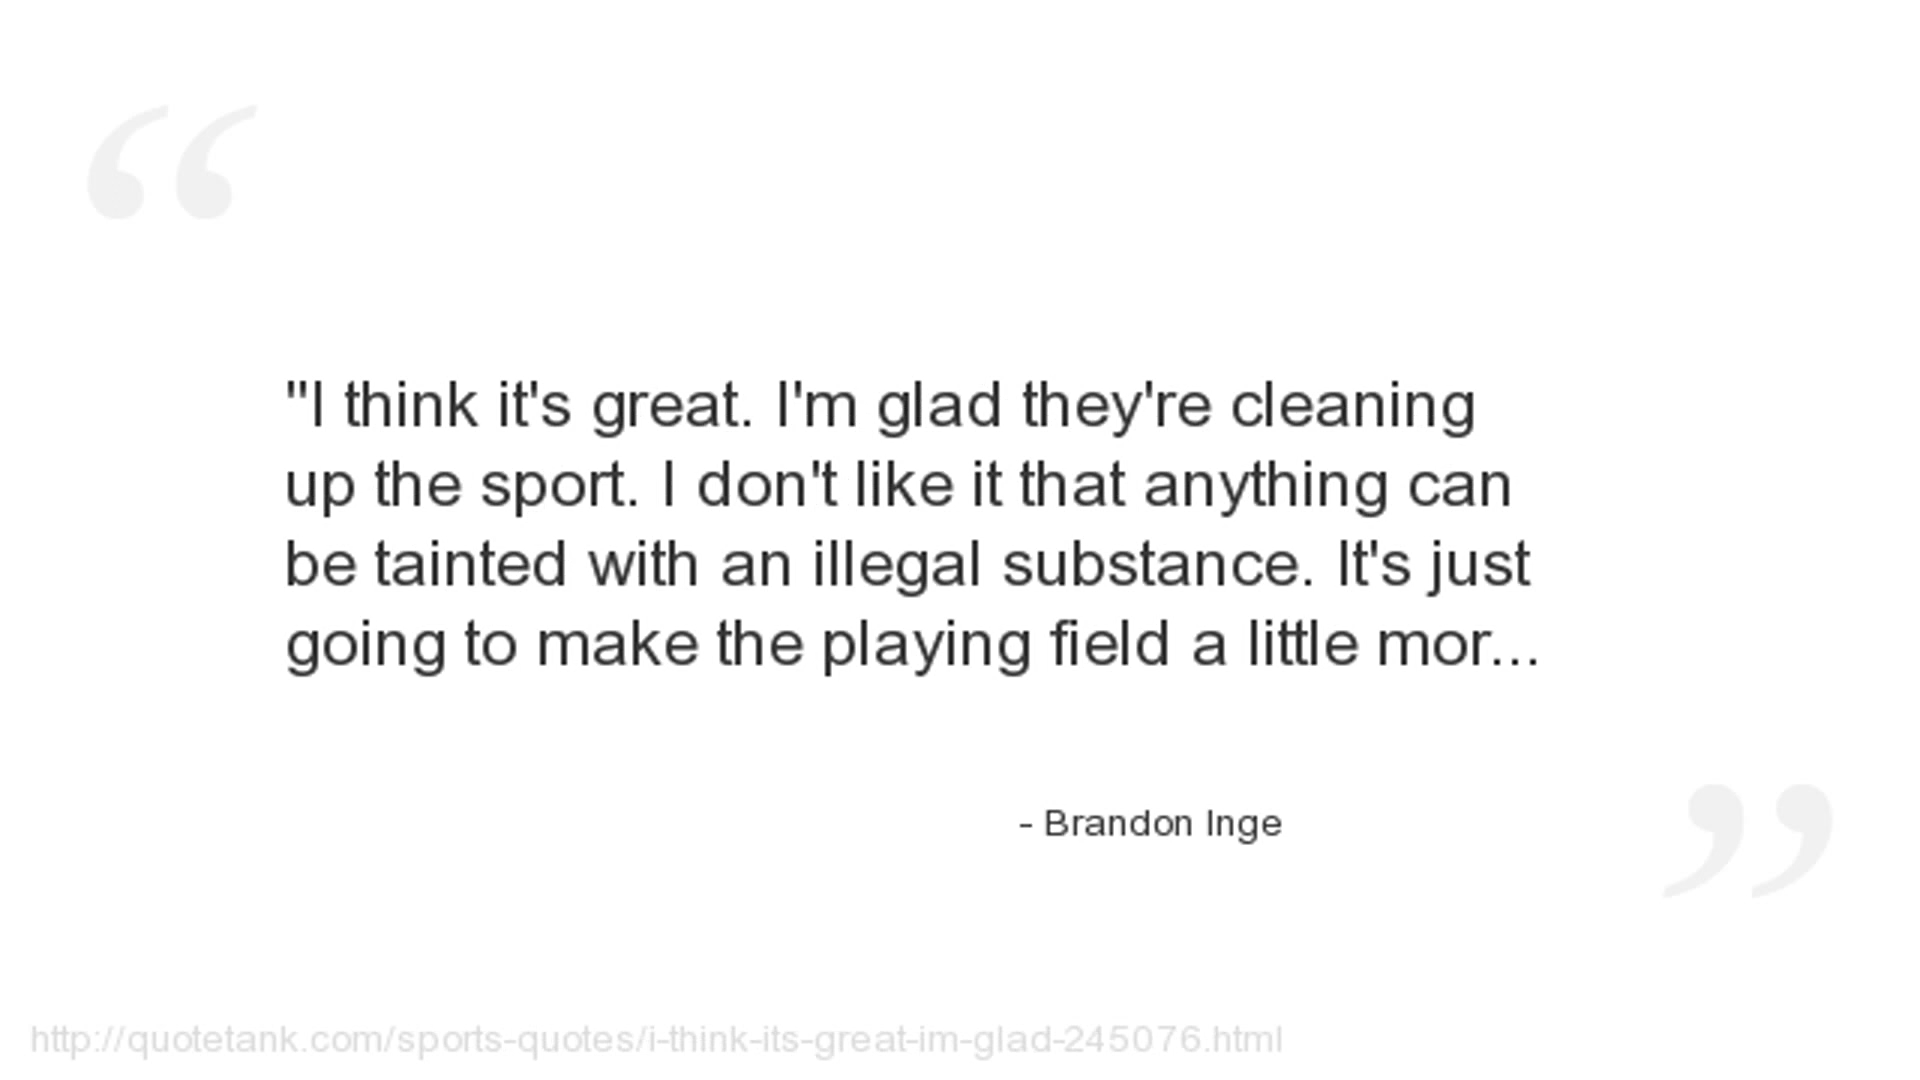 "I think it's great. I'm glad they're cleaning
up the sport. I don't like it that anything can
be tainted with an illegal substance. It's just
going to make the playing field a little mor...
- Brandon Inge
http://quotetank.com/sports-quotes/i-think-its-great-im-glad-245076.html